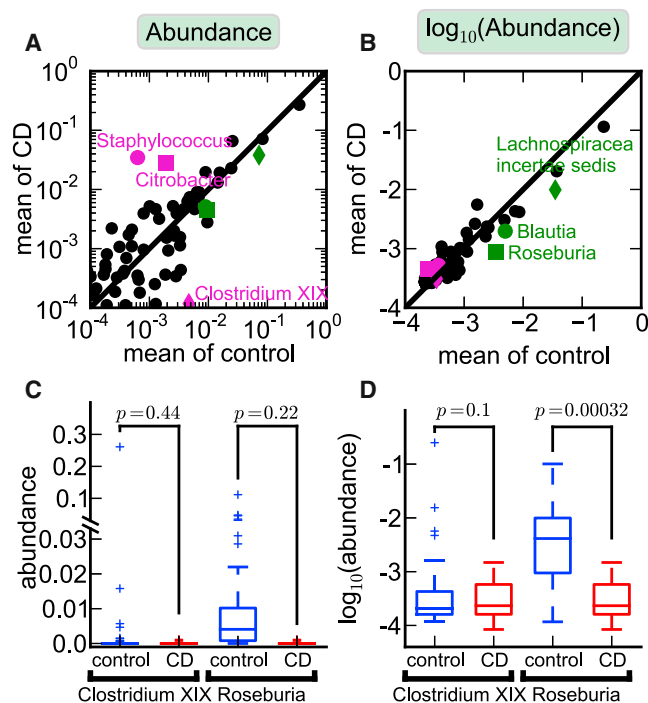 A
Abundance
mean of CD
10⁰
10⁻¹
10⁻²
10⁻³
10⁻⁴
Staphylococcus
Citrobacter
Clostridium XIX
10⁻⁴ 10⁻³ 10⁻² 10⁻¹ 10⁰
mean of control
B
log₁₀(Abundance)
mean of CD
0
-1
-2
-3
-4
Lachnospiracea
incertae sedis
Blautia
Roseburia
-4 -3 -2 -1 0
mean of control
C
p=0.44 p=0.22
abundance
0.3
0.2
0.1
0.03
0.02
0.01
0.0
control CD control CD
Clostridium XIX Roseburia
D
p=0.1 p=0.00032
log₁₀(abundance)
-1
-2
-3
-4
control CD control CD
Clostridium XIX Roseburia